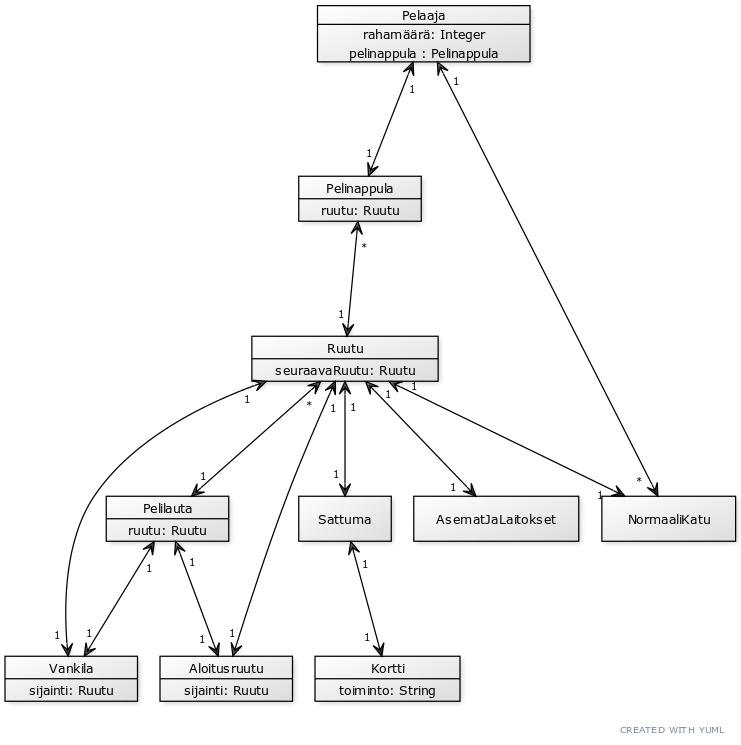 Pelaaja
rahamäärä: Integer
pelinappula : Pelinappula
1
1
1
Pelinappula
ruutu: Ruutu
*
1
Ruutu
seuraavaRuutu: Ruutu
1
1
1
*
1
1
1
1
1
*
1
Pelilauta
ruutu: Ruutu
Sattuma
AsematJaLaitokset
NormaaliKatu
1
1
1
1
1
1
1
1
Vankila
sijainti: Ruutu
Aloitusruutu
sijainti: Ruutu
Kortti
toiminto: String
CREATED WITH YUML